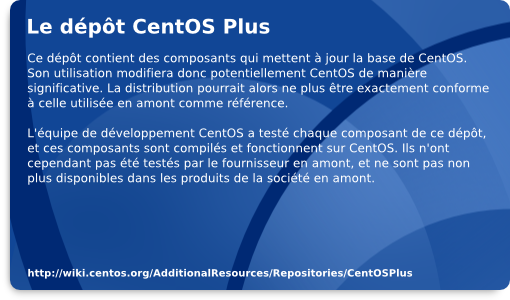 Le dépôt CentOS Plus
Ce dépôt contient des composants qui mettent à jour la base de CentOS.
Son utilisation modifiera donc potentiellement CentOS de manière
significative. La distribution pourrait alors ne plus être exactement conforme
à celle utilisée en amont comme référence.
L'équipe de développement CentOS a testé chaque composant de ce dépôt,
et ces composants sont compilés et fonctionnent sur CentOS. Ils n'ont
cependant pas été testés par le fournisseur en amont, et ne sont pas non
plus disponibles dans les produits de la société en amont.
http://wiki.centos.org/AdditionalResources/Repositories/CentOSPlus